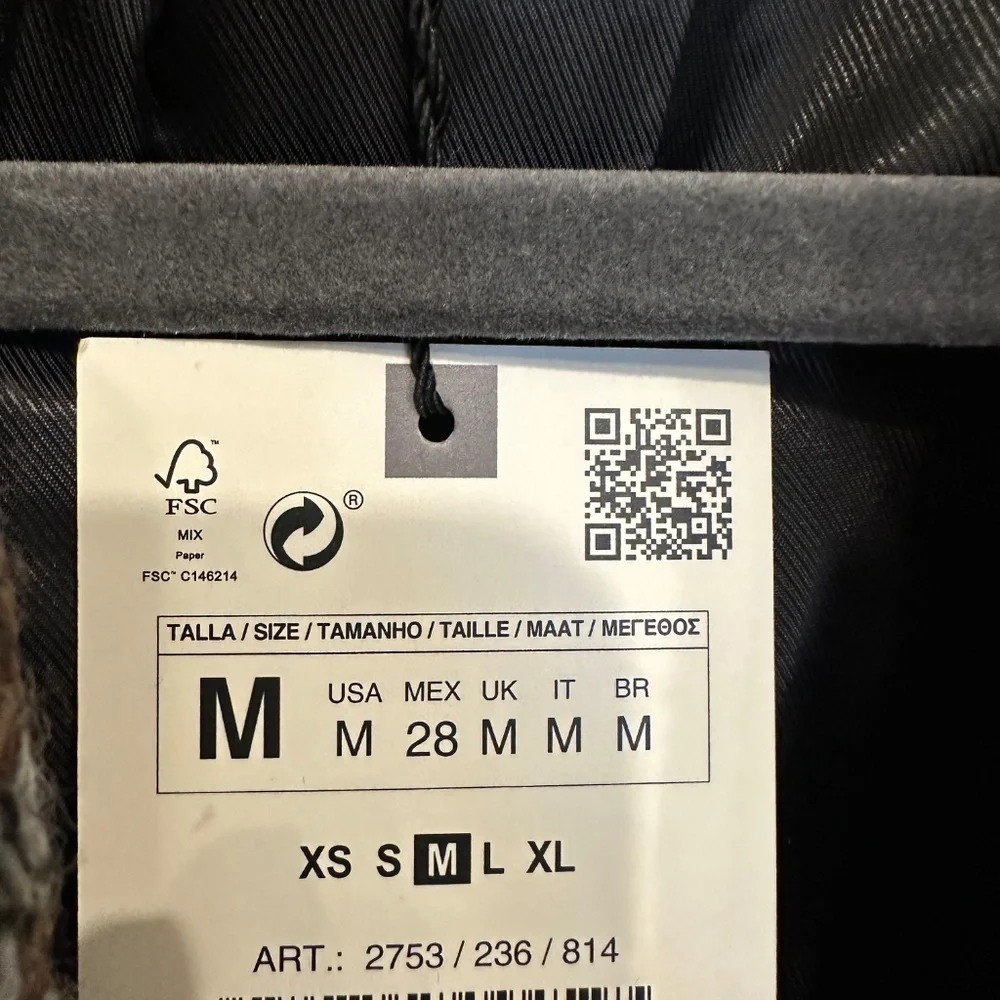 ™
FSC
MIX
Paper
FSC™ C146214
®
TALLA / SIZE / TAMANHO / TAILLE / MAAT / ΜΕΓΕΘΟΣ
M
USA MEX UK IT BR
M 28 M M M
XS S M L XL
ART.: 2753 / 236 / 814